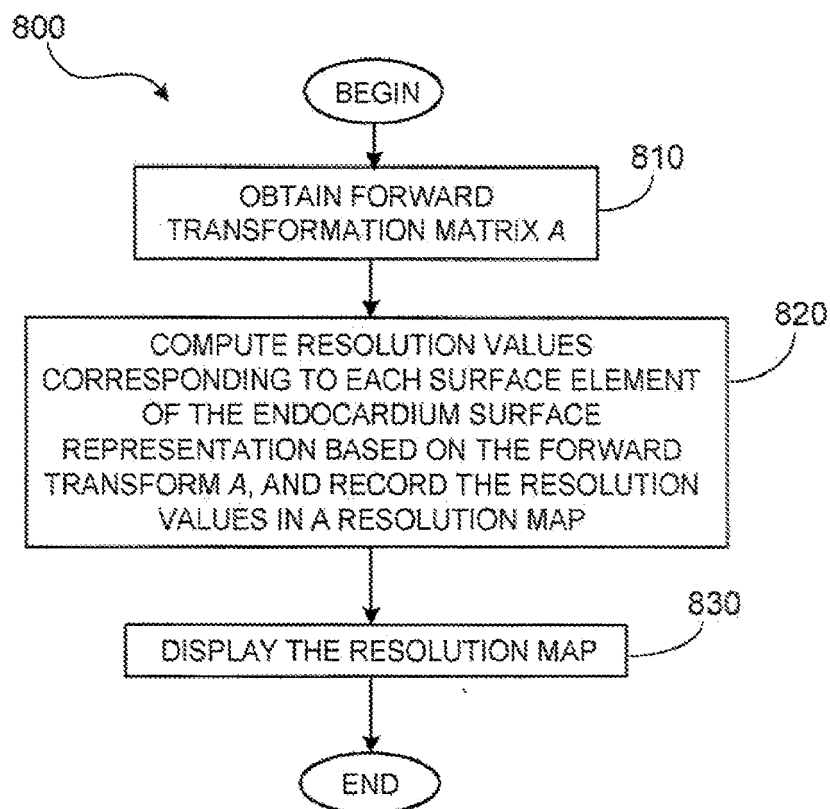 800
BEGIN
810
OBTAIN FORWARD
TRANSFORMATION MATRIX A
820
COMPUTE RESOLUTION VALUES
CORRESPONDING TO EACH SURFACE ELEMENT
OF THE ENDOCARDIUM SURFACE
REPRESENTATION BASED ON THE FORWARD
TRANSFORM A, AND RECORD THE RESOLUTION
VALUES IN A RESOLUTION MAP
830
DISPLAY THE RESOLUTION MAP
END